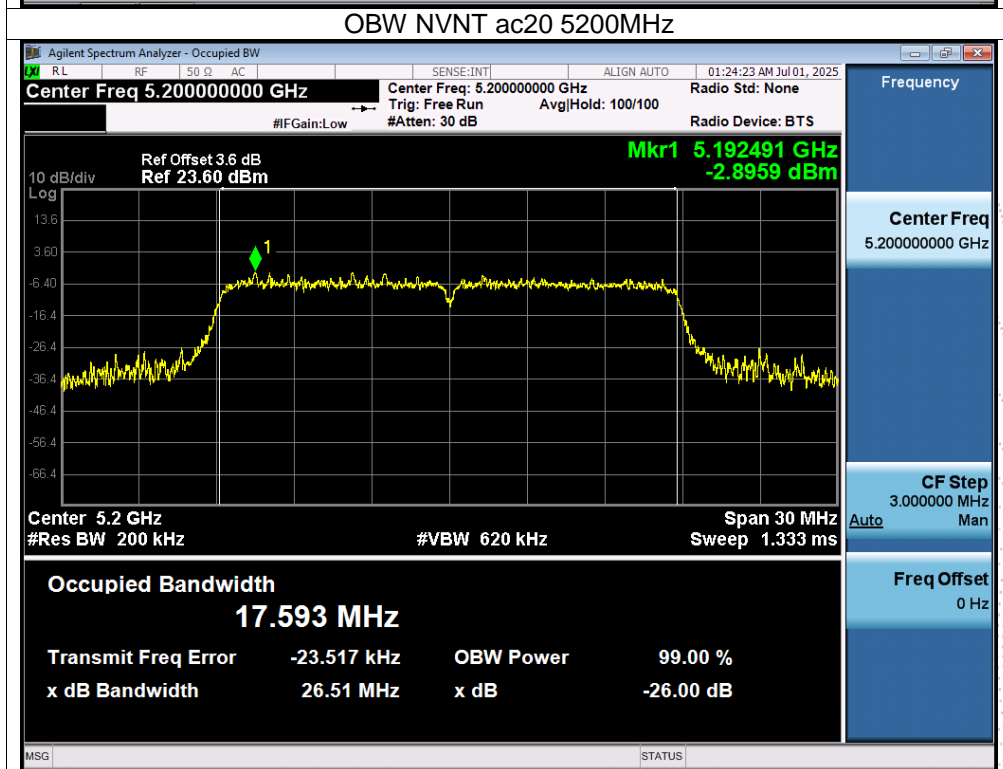 OBW NVNT ac20 5200MHz
Agilent Spectrum Analyzer - Occupied BW
LXI RL RF 50 Ω AC SENSE:INT ALIGN AUTO 01:24:23 AM Jul 01, 2025
Center Freq 5.200000000 GHz
Center Freq: 5.200000000 GHz Radio Std: None
Trig: Free Run Avg|Hold: 100/100
#IFGain:Low #Atten: 30 dB Radio Device: BTS
Frequency
Mkr1 5.192491 GHz
-2.8959 dBm
Ref Offset 3.6 dB
10 dB/div Ref 23.60 dBm
Log
13.6
3.60
-6.40
-16.4
-26.4
-36.4
-46.4
-56.4
-66.4
1
Center 5.2 GHz Span 30 MHz
#Res BW 200 kHz #VBW 620 kHz Sweep 1.333 ms
Center Freq
5.200000000 GHz
CF Step
3.000000 MHz
Auto Man
Freq Offset
0 Hz
Occupied Bandwidth
17.593 MHz
Transmit Freq Error -23.517 kHz OBW Power 99.00 %
x dB Bandwidth 26.51 MHz x dB -26.00 dB
MSG STATUS